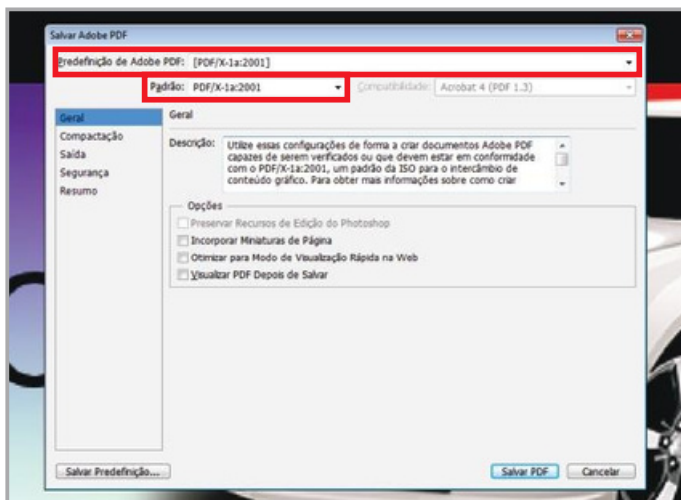 Salvar Adobe PDF
Predefinição de Adobe PDF: [PDF/X-1a:2001]
Padrão: PDF/X-1a:2001 Compatibilidade: Acrobat 4 (PDF 1.3)
Geral
Compactação
Saída
Segurança
Resumo
Geral
Descrição: Utilize essas configurações de forma a criar documentos Adobe PDF
capazes de serem verificados ou que devem estar em conformidade
com o PDF/X-1a:2001, um padrão da ISO para o intercâmbio de
conteúdo gráfico. Para obter mais informações sobre como criar
Opções
Preservar Recursos de Edição do Photoshop
Incorporar Miniaturas de Página
Otimizar para Modo de Visualização Rápida na Web
Visualizar PDF Depois de Salvar
Salvar Predefinição... Salvar PDF Cancelar